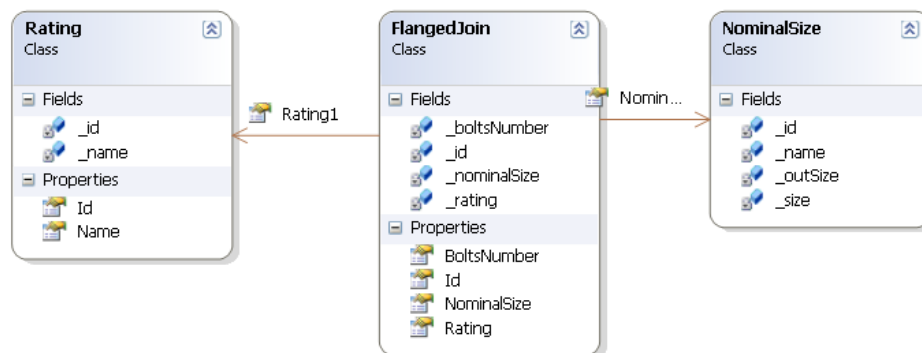 Rating
Class
Fields
_id
_name
Properties
Id
Name
Rating1
FlangedJoin
Class
Fields
_boltsNumber
_id
_nominalSize
_rating
Properties
BoltsNumber
Id
NominalSize
Rating
Nomin...
NominalSize
Class
Fields
_id
_name
_outSize
_size